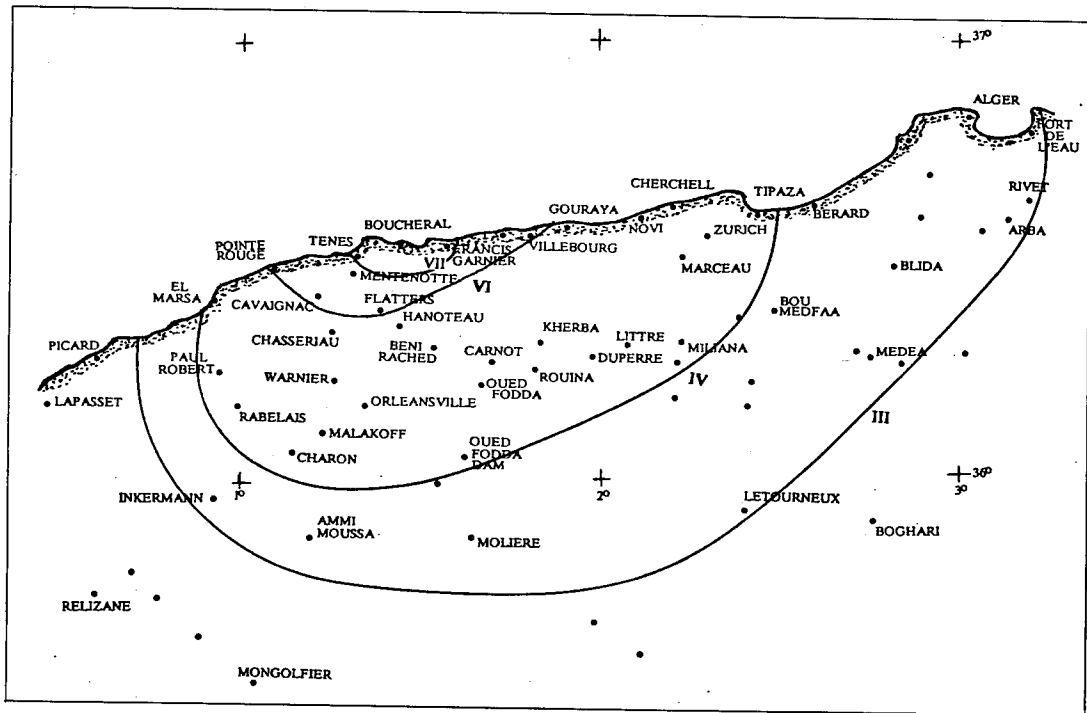 37°
ALGER
FORT
DE
L'EAU
RIVET
ARBA
CHERCHELL
TIPAZA
BERARD
GOURAYA
NOVI
ZURICH
BOUCHERAL
VILLEBOURG
TENES
FRANCIS
GARNIER
POINTE
ROUGE
VII
MENTENOTTE
MARCEAU
BLIDA
EL
MARSA
CAVAIGNAC
FLATTERS
VI
HANOTEAU
BOU
MEDFAA
PICARD
CHASSERIAU
KHERBA
LITTRE
PAUL
ROBERT
BENI
RACHED
CARNOT
DUPERRE
MILIANA
MEDEA
WARNIER
OUED
FODDA
ROUINA
IV
LAPASSET
RABELAIS
ORLEANSVILLE
III
MALAKOFF
CHARON
OUED
FODDA
DAM
36°
1°
2°
3°
INKERMANN
LETOURNEUX
AMMI
MOUSSA
MOLIERE
BOGHARI
RELIZANE
MONGOLFIER